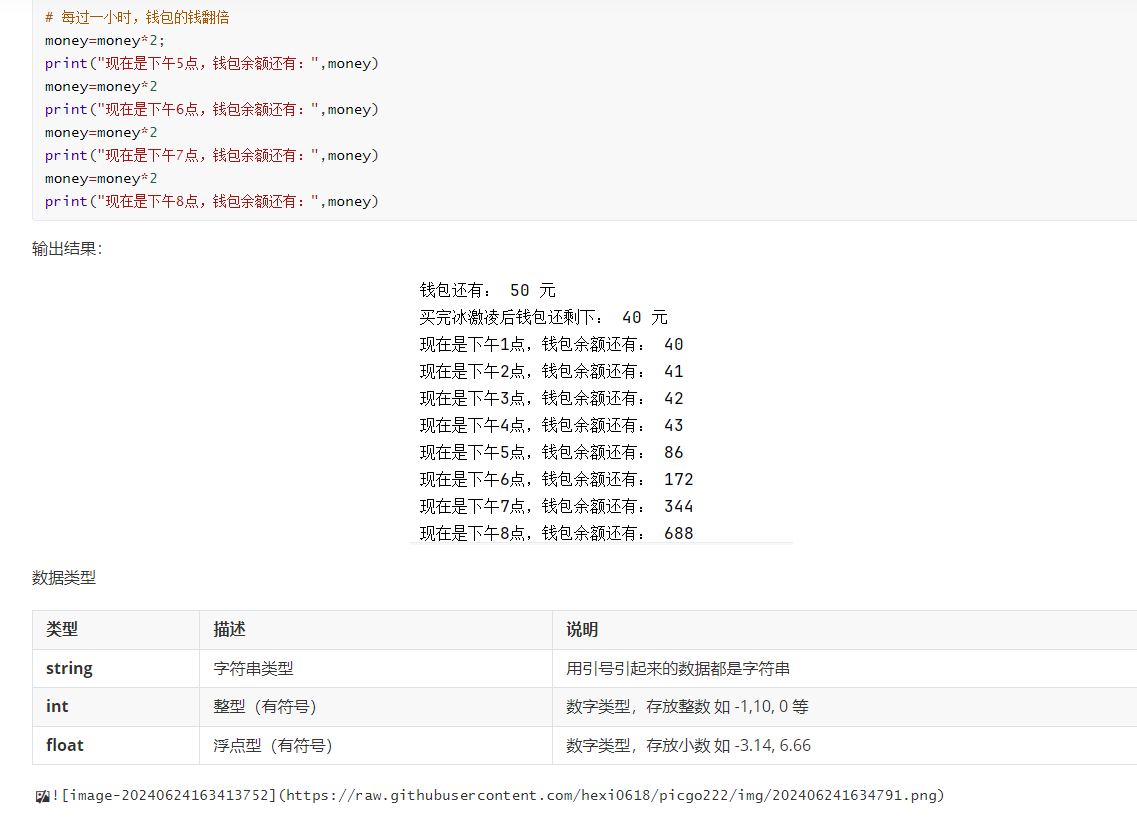 # 每过一小时，钱包的钱翻倍
money=money*2;
print("现在是下午5点，钱包余额还有：",money)
money=money*2
print("现在是下午6点，钱包余额还有：",money)
money=money*2
print("现在是下午7点，钱包余额还有：",money)
money=money*2
print("现在是下午8点，钱包余额还有：",money)
输出结果：
钱包还有： 50 元
买完冰激凌后钱包还剩下： 40 元
现在是下午1点，钱包余额还有： 40
现在是下午2点，钱包余额还有： 41
现在是下午3点，钱包余额还有： 42
现在是下午4点，钱包余额还有： 43
现在是下午5点，钱包余额还有： 86
现在是下午6点，钱包余额还有： 172
现在是下午7点，钱包余额还有： 344
现在是下午8点，钱包余额还有： 688
数据类型
类型 描述 说明
string 字符串类型 用引号引起来的数据都是字符串
int 整型（有符号） 数字类型，存放整数 如 -1,10, 0 等
float 浮点型（有符号） 数字类型，存放小数 如 -3.14, 6.66
![image-20240624163413752](https://raw.githubusercontent.com/hexi0618/picgo222/img/202406241634791.png)